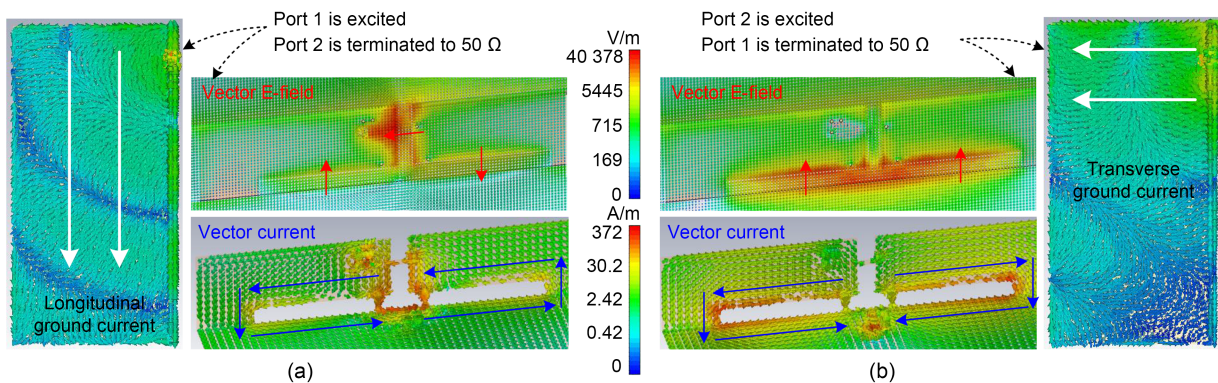 Port 1 is excited
Port 2 is terminated to 50 Ω
Longitudinal
ground current
Vector E-field
Vector current
(a)
V/m
40 378
5445
715
169
0
A/m
372
30.2
2.42
0.42
0
Port 2 is excited
Port 1 is terminated to 50 Ω
Vector E-field
Vector current
(b)
Transverse
ground current